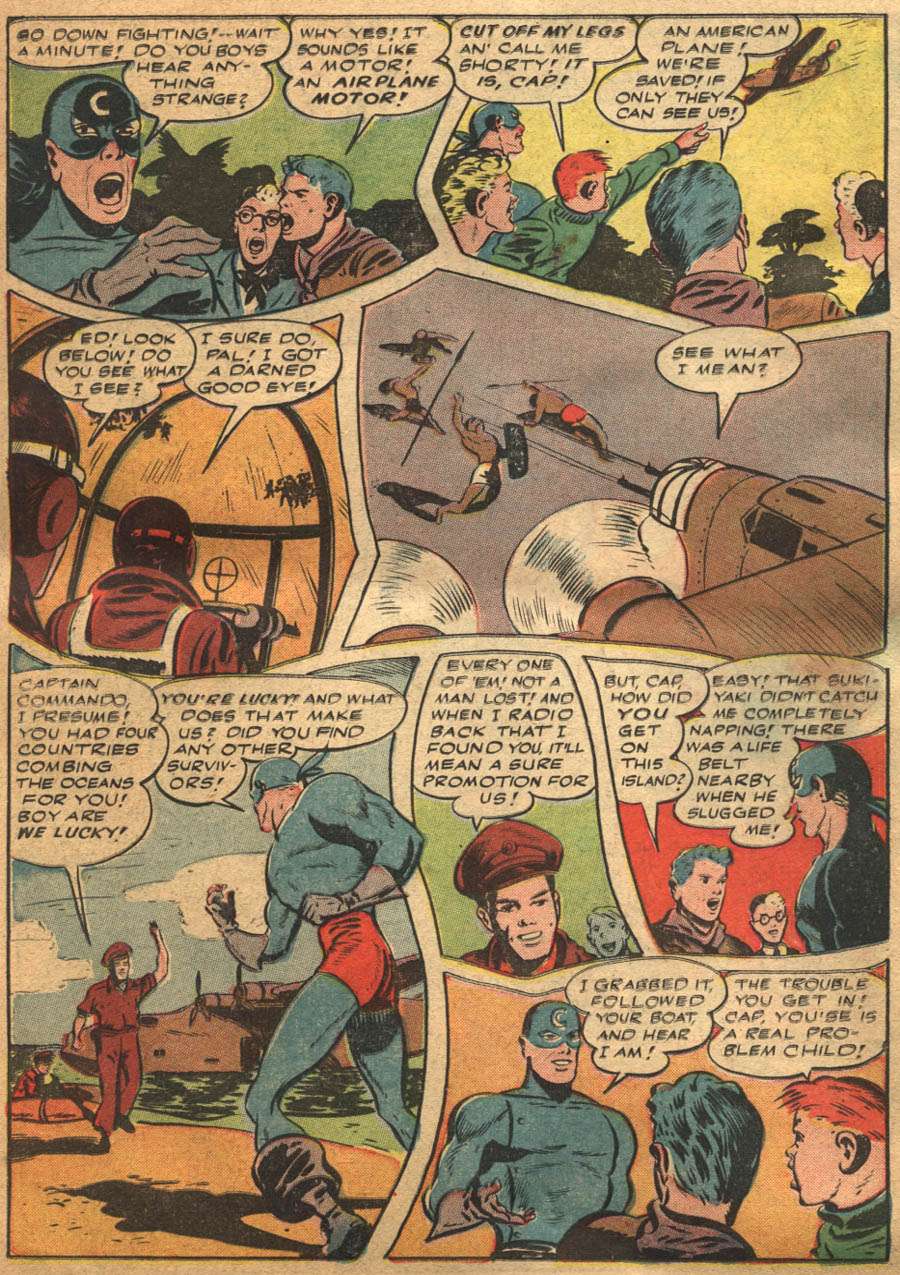 GO DOWN FIGHTING!--WAIT
A MINUTE! DO YOU BOYS
HEAR ANY-
THING
STRANGE?
WHY YES! IT
SOUNDS LIKE
A MOTOR!
AN AIRPLANE
MOTOR!
C
CUT OFF MY LEGS
AN' CALL ME
SHORTY! IT
IS, CAP!
AN AMERICAN
PLANE!
WE'RE
SAVED! IF
ONLY THEY
CAN SEE US!
ED! LOOK
BELOW! DO
YOU SEE WHAT
I SEE?
I SURE DO,
PAL! I GOT
A DARNED
GOOD EYE!
SEE WHAT
I MEAN?
CAPTAIN
COMMANDO,
I PRESUME!
YOU HAD FOUR
COUNTRIES
COMBING
THE OCEANS
FOR YOU!
BOY ARE
WE LUCKY!
YOU'RE LUCKY! AND WHAT
DOES THAT MAKE
US? DID YOU FIND
ANY OTHER
SURVIV-
ORS!
EVERY ONE
OF 'EM! NOT A
MAN LOST! AND
WHEN I RADIO
BACK THAT I
FOUND YOU, IT'LL
MEAN A SURE
PROMOTION FOR
US!
BUT, CAP,
HOW DID
YOU
GET
ON
THIS
ISLAND?
EASY! THAT SUKI-
YAKI DIDN'T CATCH
ME COMPLETELY
NAPPING! THERE
WAS A LIFE
BELT
NEARBY
WHEN HE
SLUGGED
ME!
C
I GRABBED IT,
FOLLOWED
YOUR BOAT,
AND HEAR
I AM!
THE TROUBLE
YOU GET IN!
CAP, YOU'SE IS
A REAL PRO-
BLEM CHILD!